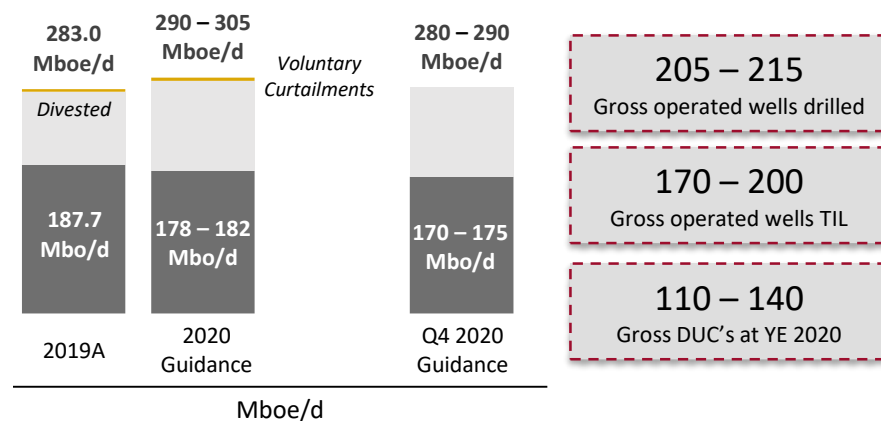 283.0
Mboe/d
Divested
187.7
Mbo/d
2019A
290 – 305
Mboe/d
178 – 182
Mbo/d
2020
Guidance
Voluntary
Curtailments
280 – 290
Mboe/d
170 – 175
Mbo/d
Q4 2020
Guidance
Mboe/d
205 – 215
Gross operated wells drilled
170 – 200
Gross operated wells TIL
110 – 140
Gross DUC's at YE 2020